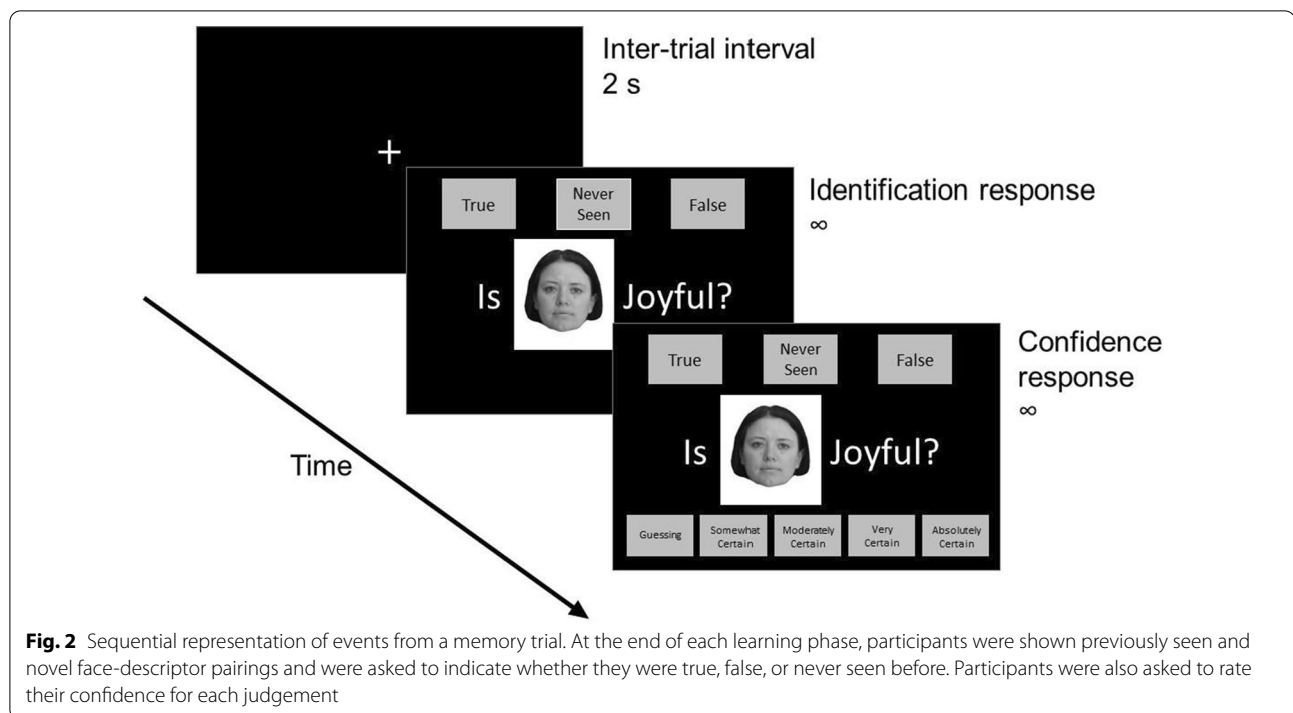 Inter-trial interval
2 s
+
True
Never
Seen
False
Identification response
∞
Is
Joyful?
True
Never
Seen
False
Confidence
response
∞
Is
Joyful?
Guessing
Somewhat
Certain
Moderately
Certain
Very
Certain
Absolutely
Certain
Time
Fig. 2 Sequential representation of events from a memory trial. At the end of each learning phase, participants were shown previously seen and
novel face-descriptor pairings and were asked to indicate whether they were true, false, or never seen before. Participants were also asked to rate
their confidence for each judgement